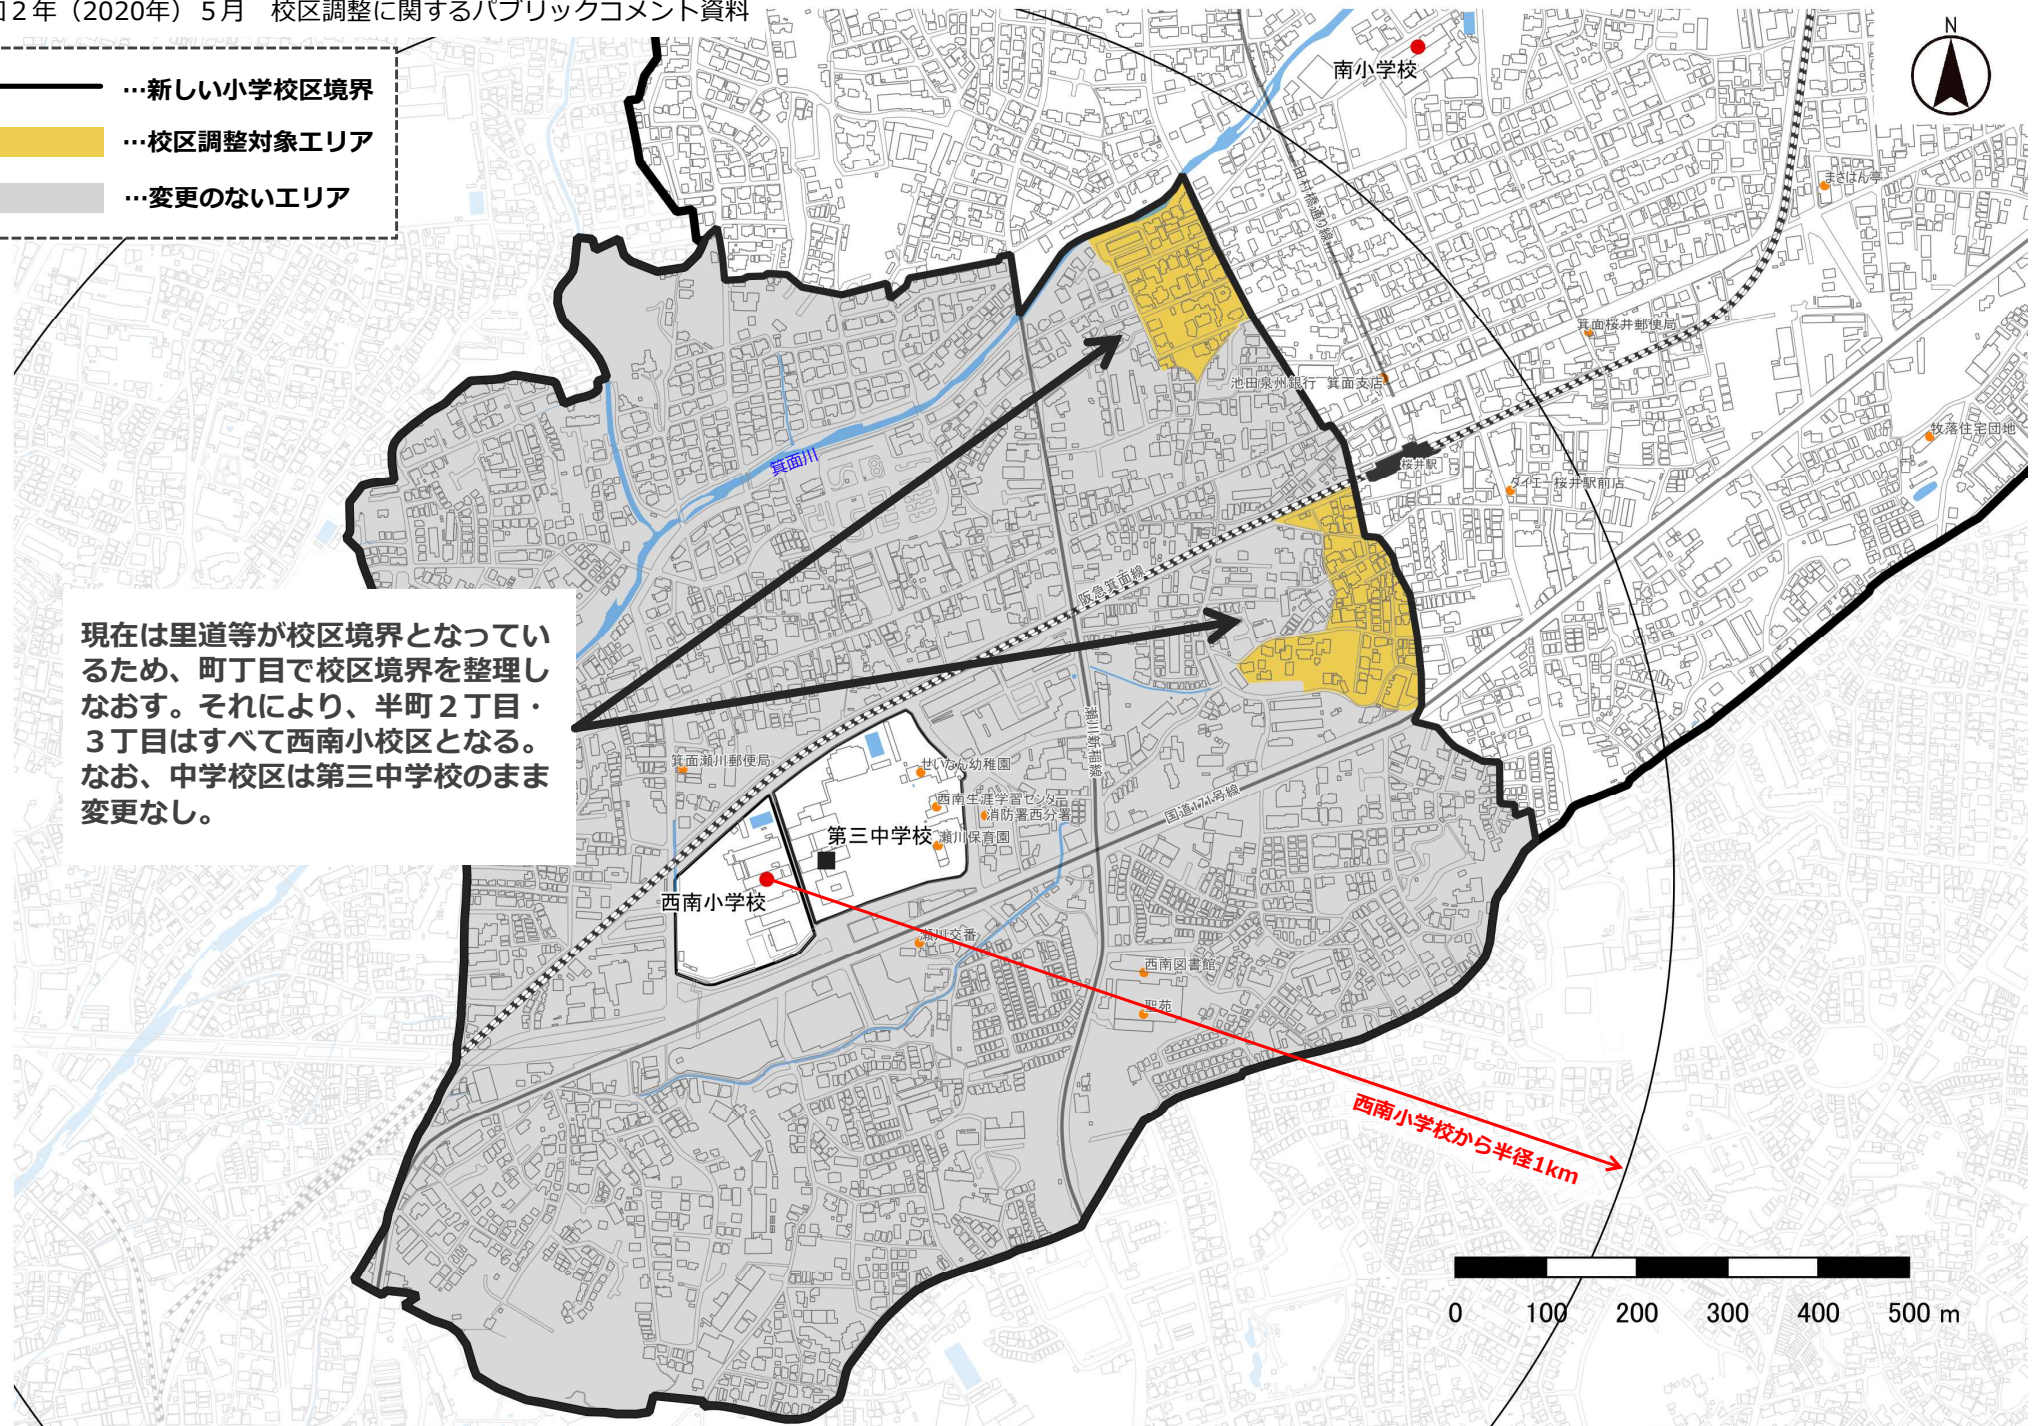 ２年（2020年）５月　校区調整に関するパブリックコメント資料
…新しい小学校区境界
…校区調整対象エリア
…変更のないエリア
N
南小学校
まさはん亭
箕面桜井郵便局
池田泉州銀行　箕面支店
牧落住宅団地
桜井駅
ダイエー桜井駅前店
箕面川
阪急箕面線
現在は里道等が校区境界となってい
るため、町丁目で校区境界を整理し
なおす。それにより、半町２丁目・
３丁目はすべて西南小校区となる。
なお、中学校区は第三中学校のまま
変更なし。
瀬川新稲線
箕面瀬川郵便局
せいなん幼稚園
西南生涯学習センター
消防署西分署
国道171号線
第三中学校
瀬川保育園
西南小学校
瀬川交番
西南図書館
聖苑
西南小学校から半径1km
0 100 200 300 400 500 m